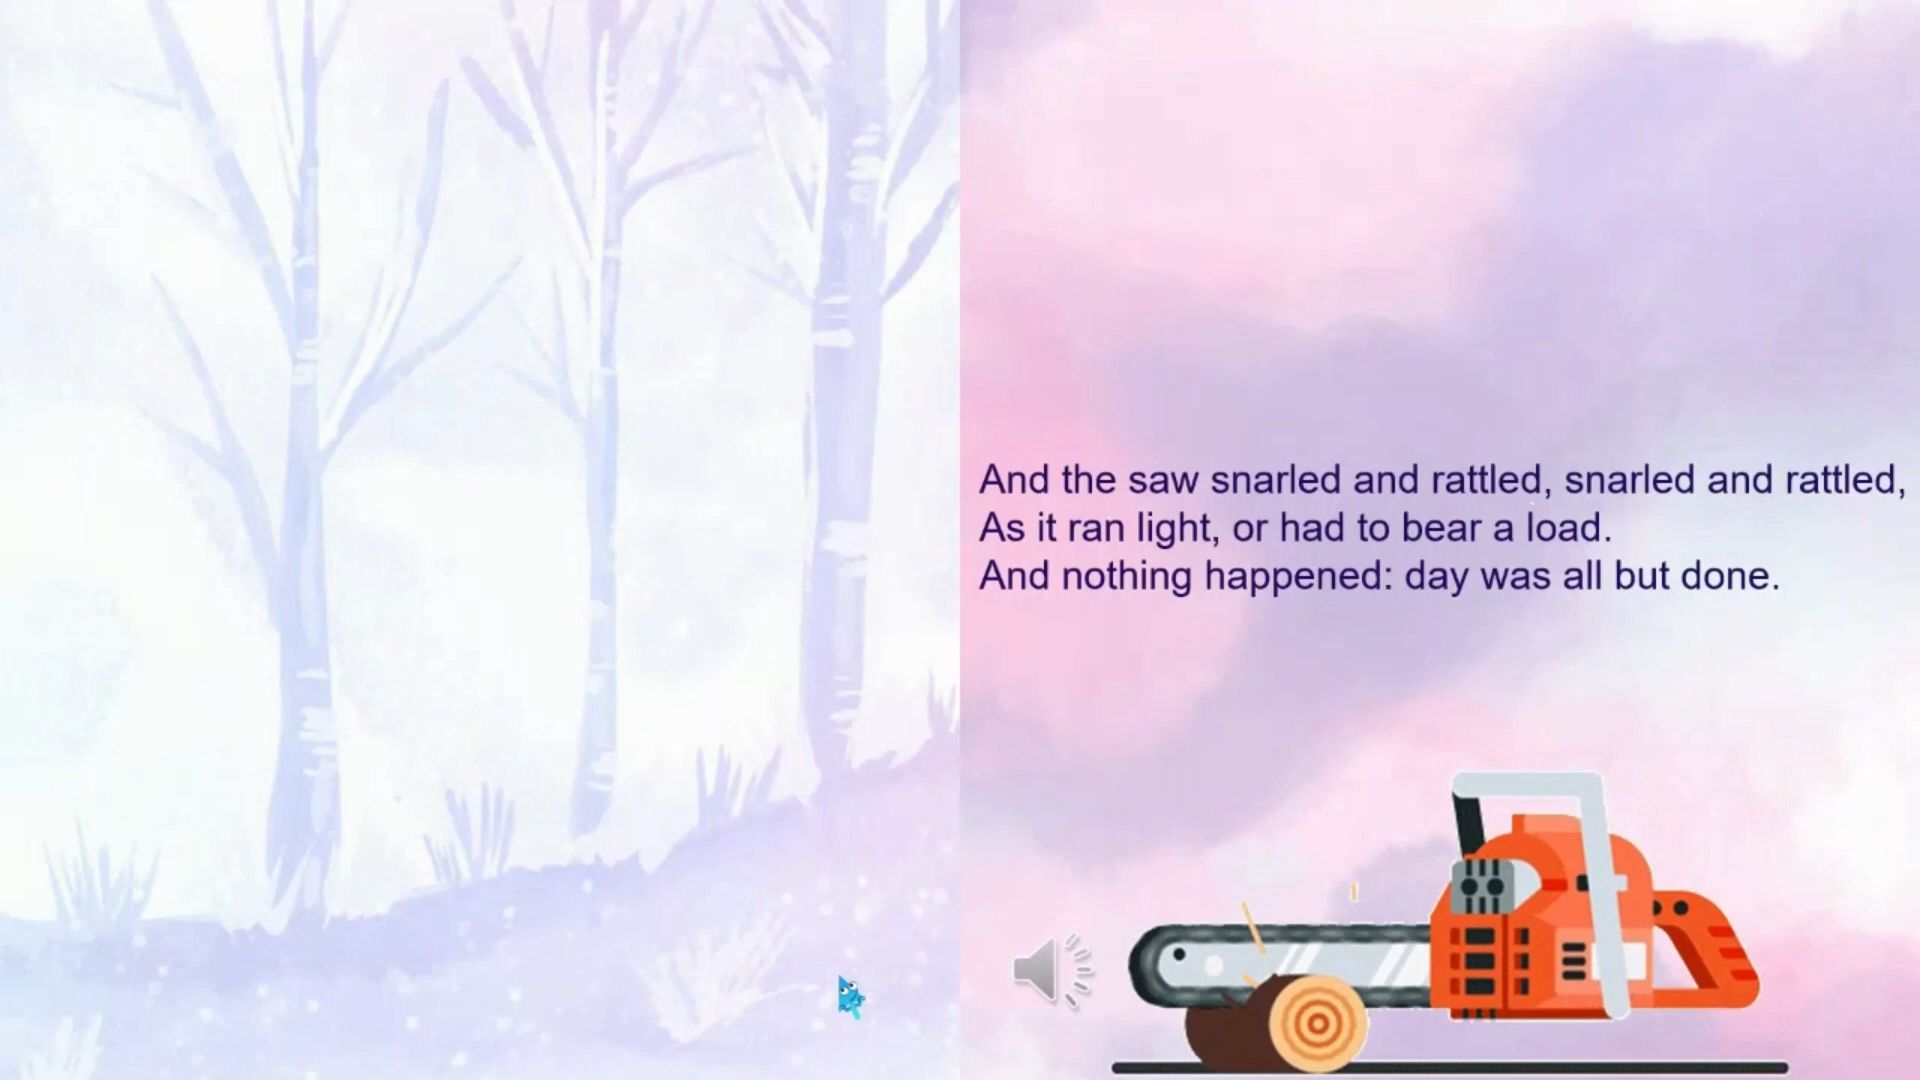 And the saw snarled and rattled, snarled and rattled,
As it ran light, or had to bear a load.
And nothing happened: day was all but done.